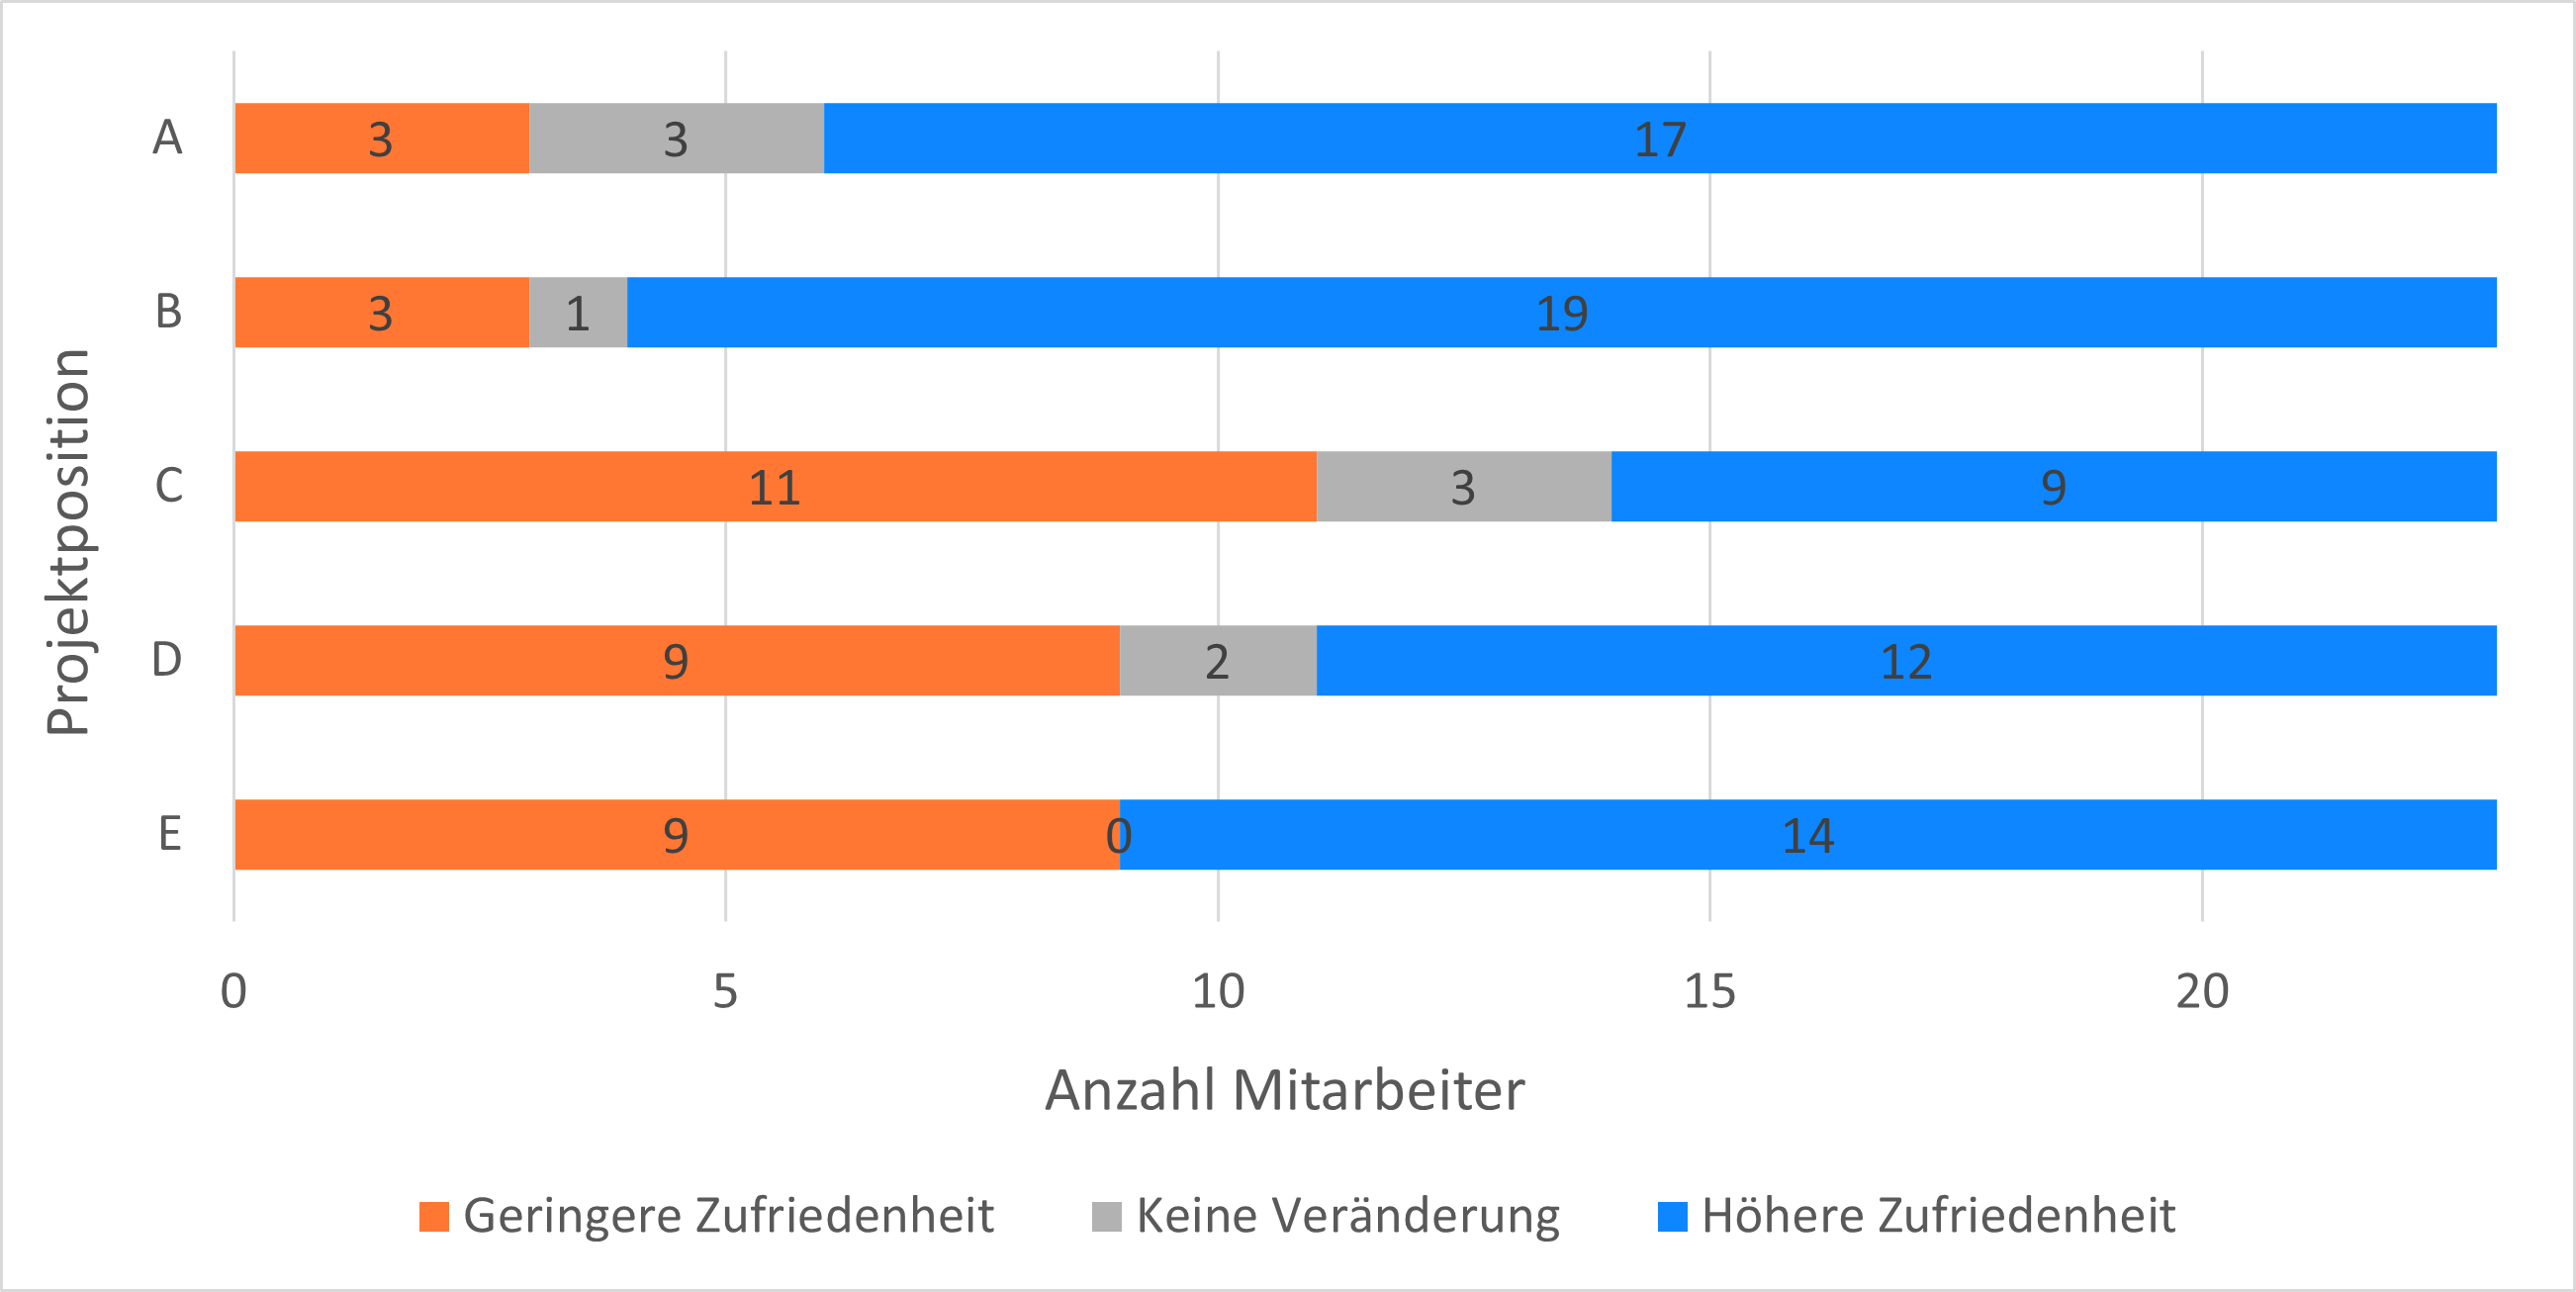 Projektposition
A 3 3 17
B 3 1 19
C 11 3 9
D 9 2 12
E 9 0 14
0 5 10 15 20
Anzahl Mitarbeiter
Geringere Zufriedenheit Keine Veränderung Höhere Zufriedenheit